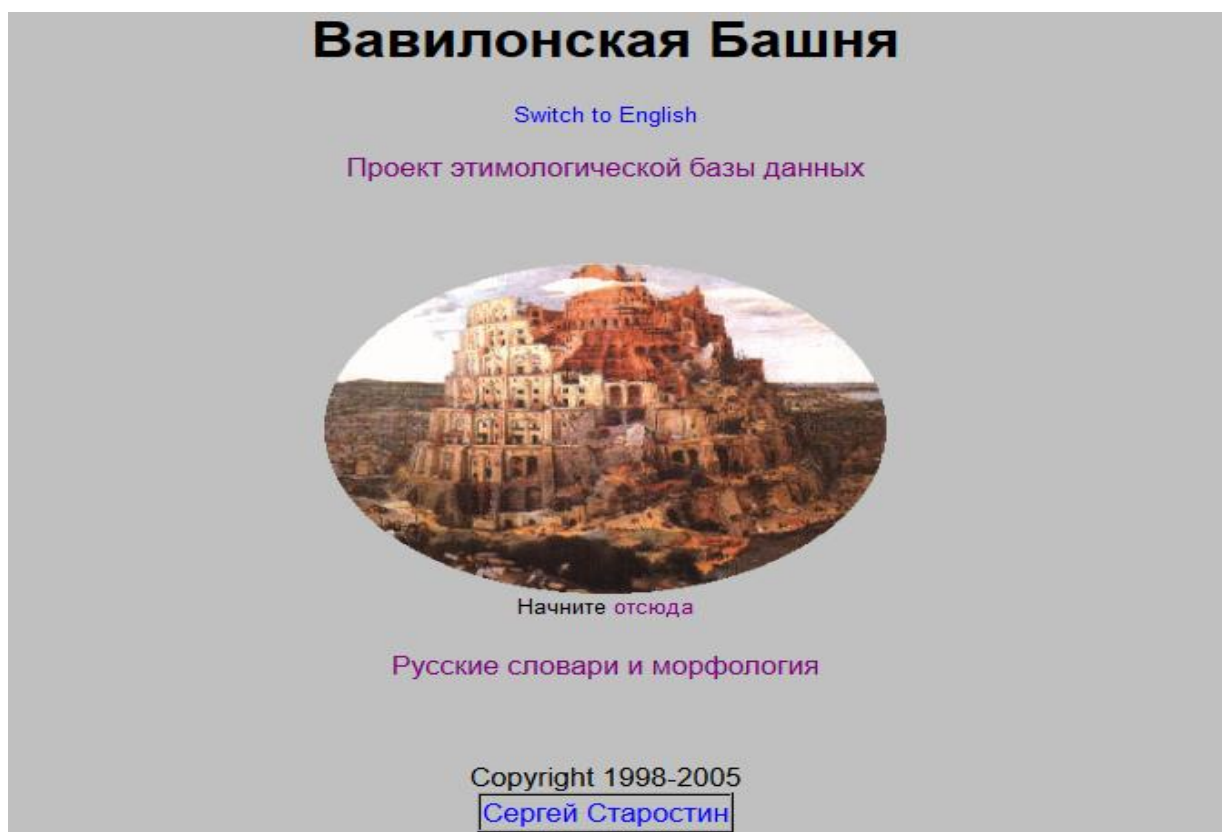 Вавилонская Башня
Switch to English
Проект этимологической базы данных
Начните отсюда
Русские словари и морфология
Copyright 1998-2005
Сергей Старостин